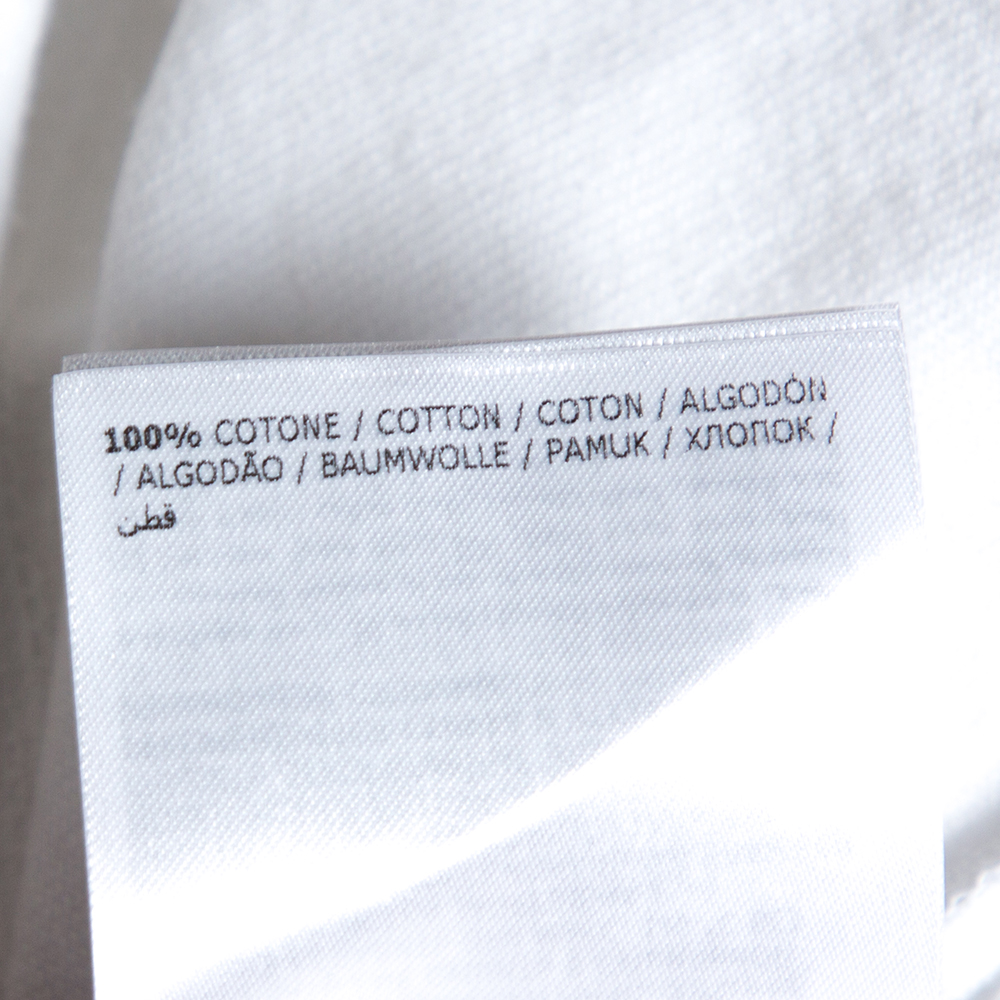 100% COTONE / COTTON / COTON / ALGODÓN
/ ALGODÃO / BAUMWOLLE / PAMUK / ХЛОПОК /
قطن